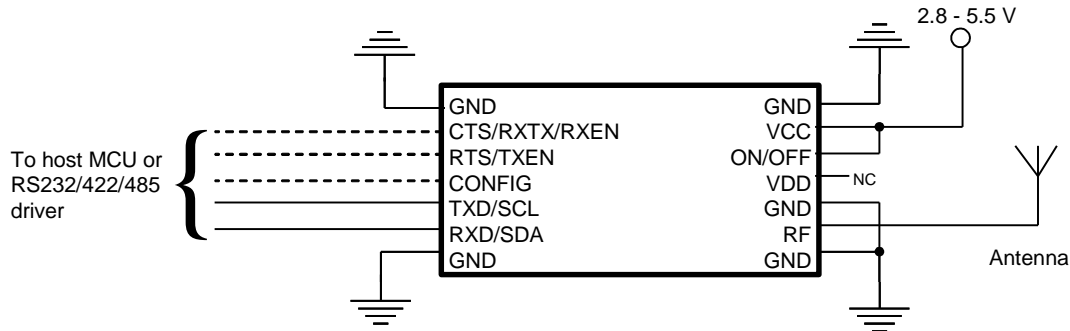 2.8 - 5.5 V
GND
CTS/RXTX/RXEN
RTS/TXEN
CONFIG
TXD/SCL
RXD/SDA
GND
GND
VCC
ON/OFF
VDD
NC
GND
RF
GND
To host MCU or
RS232/422/485
driver
Antenna